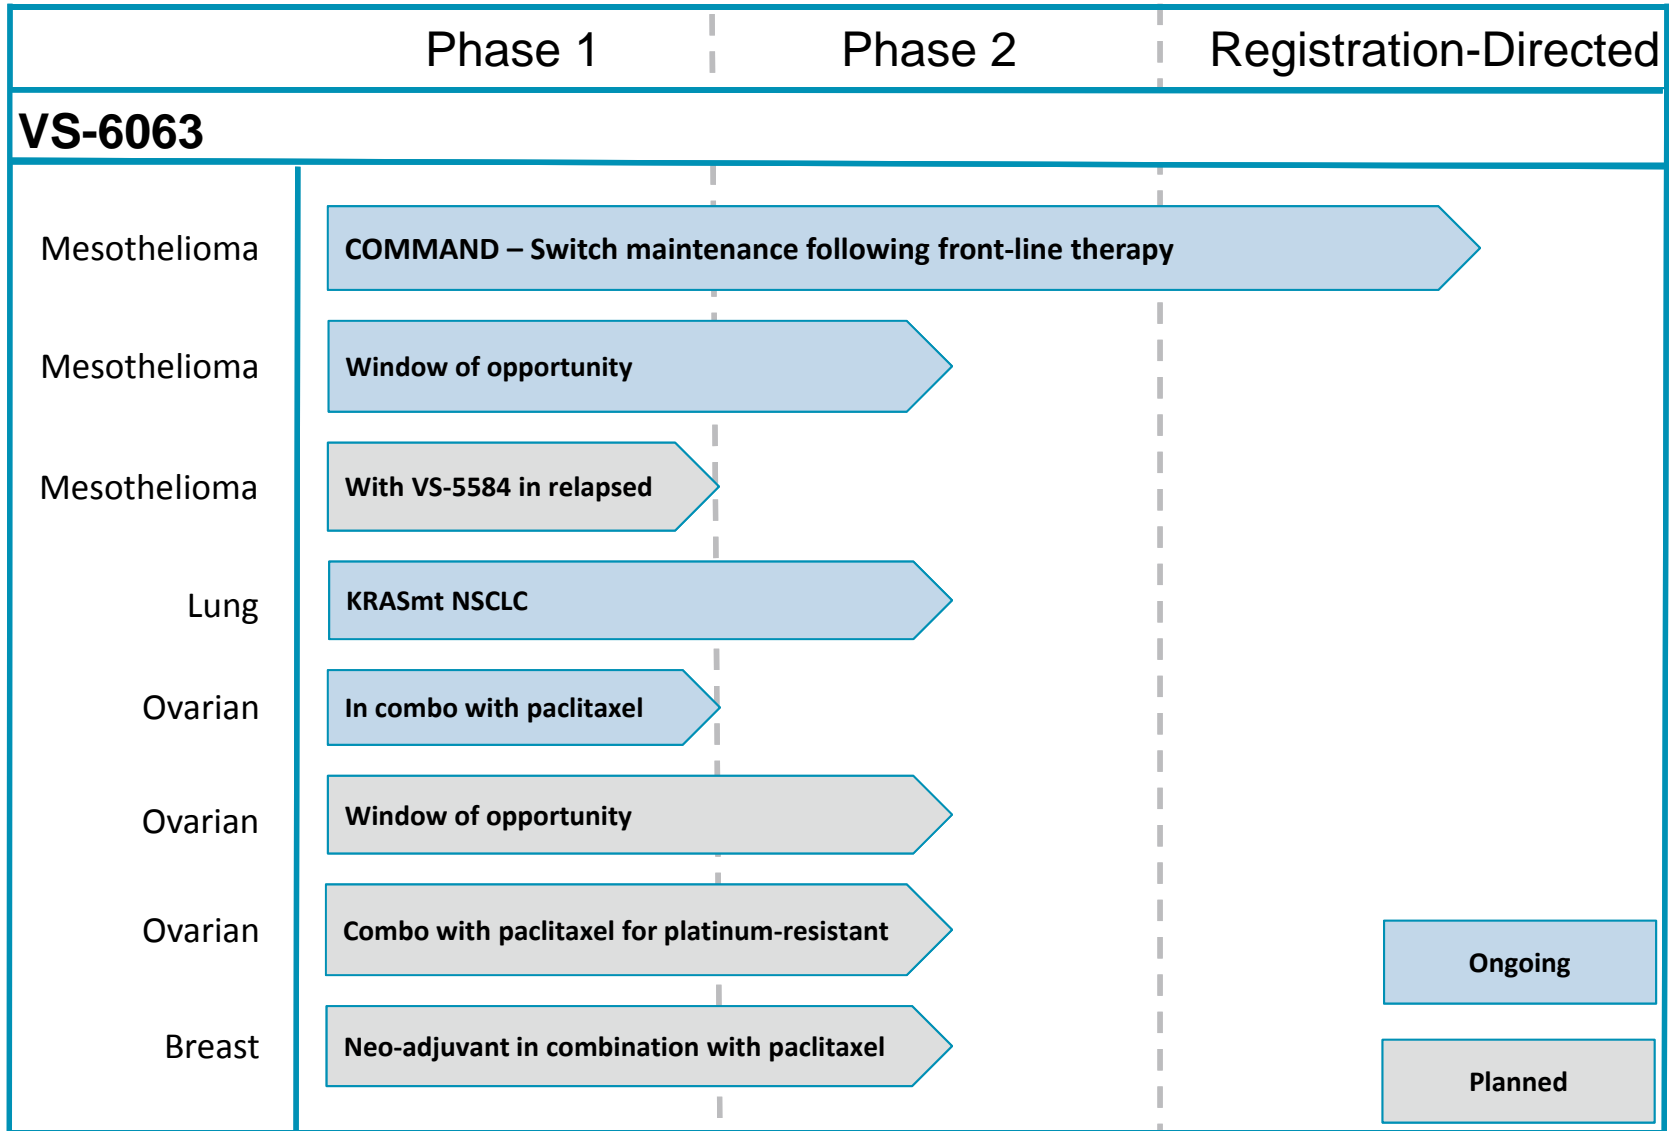 Phase 1 Phase 2 Registration-Directed
VS-6063
Mesothelioma COMMAND – Switch maintenance following front-line therapy
Mesothelioma Window of opportunity
Mesothelioma With VS-5584 in relapsed
Lung KRASmt NSCLC
Ovarian In combo with paclitaxel
Ovarian Window of opportunity
Ovarian Combo with paclitaxel for platinum-resistant
Ongoing
Breast Neo-adjuvant in combination with paclitaxel
Planned